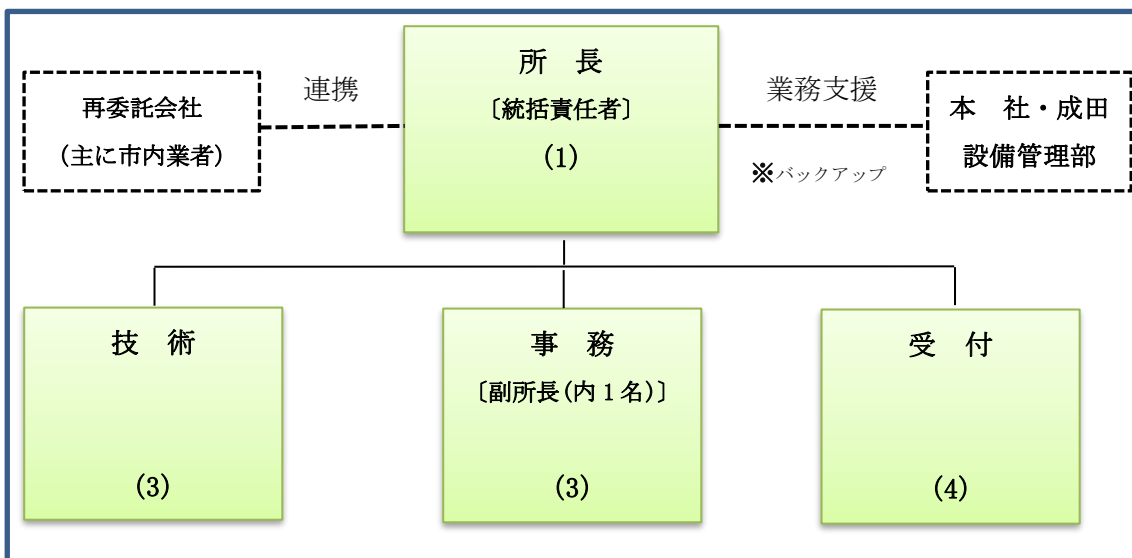 所　長
〔統括責任者〕
(1)
再委託会社
(主に市内業者)
連携
業務支援
※バックアップ
本　社・成田
設備管理部
技　術
(3)
事　務
〔副所長(内１名)〕
(3)
受　付
(4)